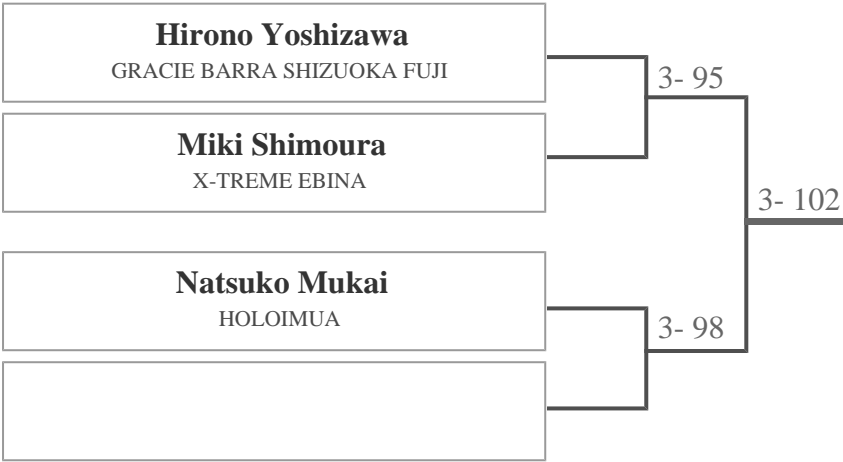 Hirono Yoshizawa
GRACIE BARRA SHIZUOKA FUJI
3- 95
Miki Shimoura
X-TREME EBINA
3- 102
Natsuko Mukai
HOLOIMUA
3- 98